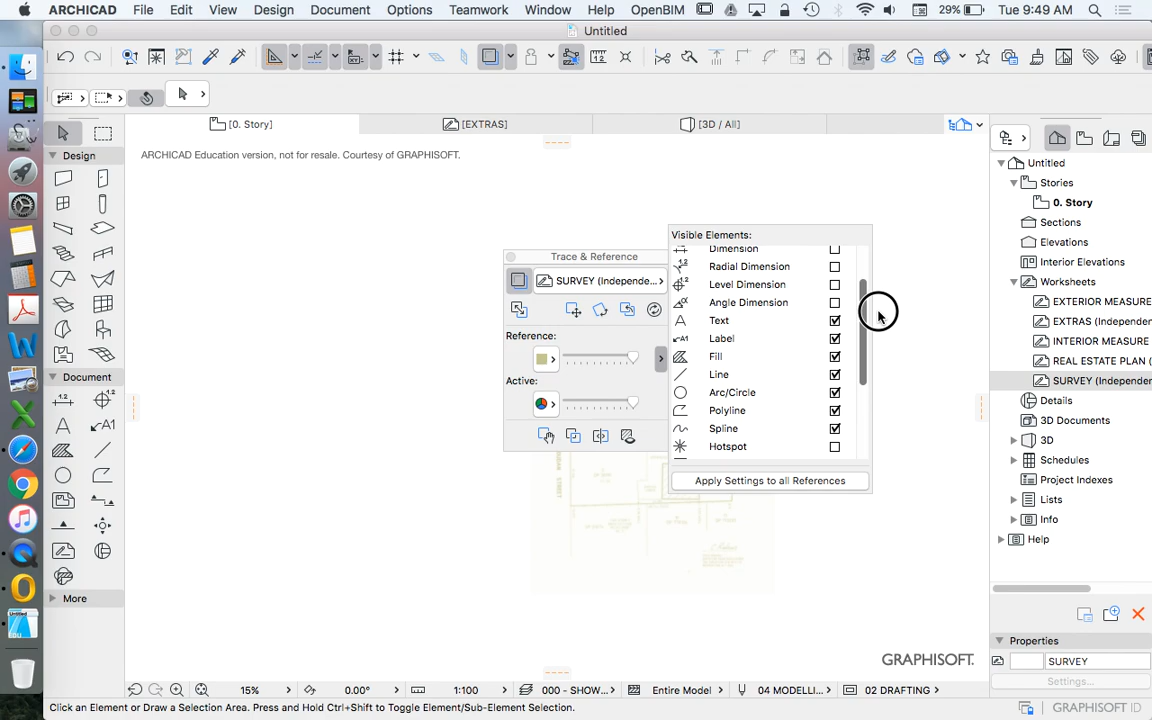 ARCHICAD File Edit View Design Document Options Teamwork Window Help OpenBIM 29% Tue 9:49 AM
Untitled
[0. Story] [EXTRAS] [3D / All]
ARCHICAD Education version, not for resale. Courtesy of GRAPHISOFT.
Design
Document
More
Trace & Reference
SURVEY (Independe...
Reference:
Active:
Visible Elements:
Dimension
Radial Dimension
Level Dimension
Angle Dimension
Text
Label
Fill
Line
Arc/Circle
Polyline
Spline
Hotspot
Apply Settings to all References
Untitled
Stories
0. Story
Sections
Elevations
Interior Elevations
Worksheets
EXTERIOR MEASURE
EXTRAS (Independen
INTERIOR MEASURE
REAL ESTATE PLAN (
SURVEY (Independen
Details
3D Documents
3D
Schedules
Project Indexes
Lists
Info
Help
Properties
SURVEY
Settings...
GRAPHISOFT.
15% 0.00° 1:100 000 - SHOW... Entire Model 04 MODELLI... 02 DRAFTING
Click an Element or Draw a Selection Area. Press and Hold Ctrl+Shift to Toggle Element/Sub-Element Selection.
GRAPHISOFT ID